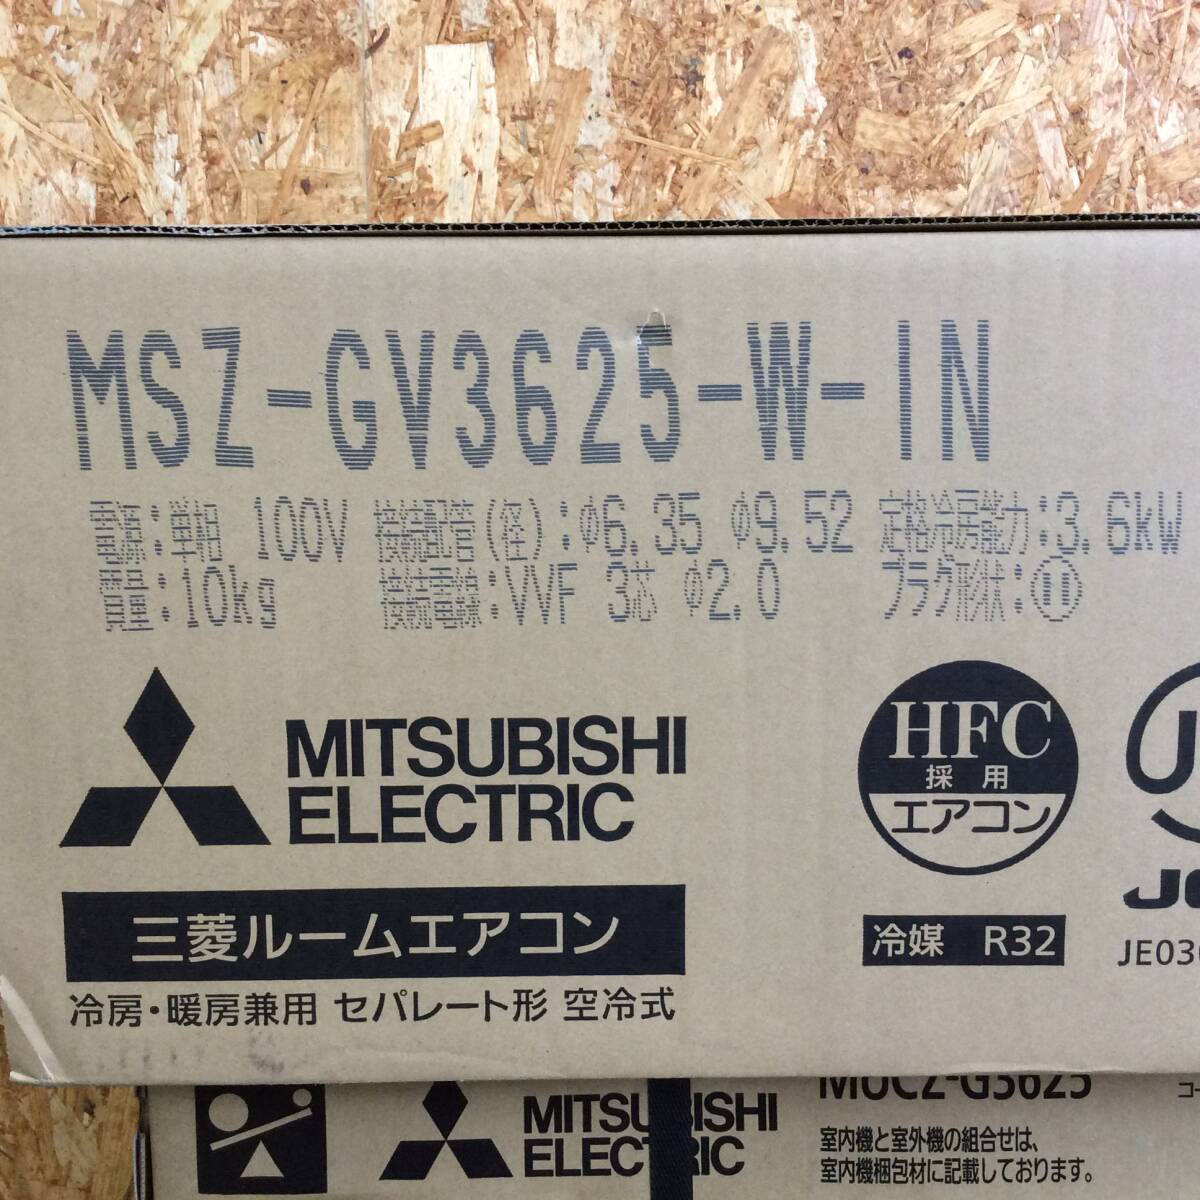 MSZ-GV3625-W-IN
電源:単相 100V 接続配管(径):φ6.35 φ9.52 定格冷房能力:3.6kW
質量:10kg 接続電線:VVF 3芯 φ2.0 プラグ形状:⑪
MITSUBISHI
ELECTRIC
HFC
採用
エアコン
三菱ルームエアコン
冷媒 R32
冷房・暖房兼用 セパレート形 空冷式
MITSUBISHI
ELECTRIC
MUCZ-G3625
室内機と室外機の組合せは、
室内機梱包材に記載しております。